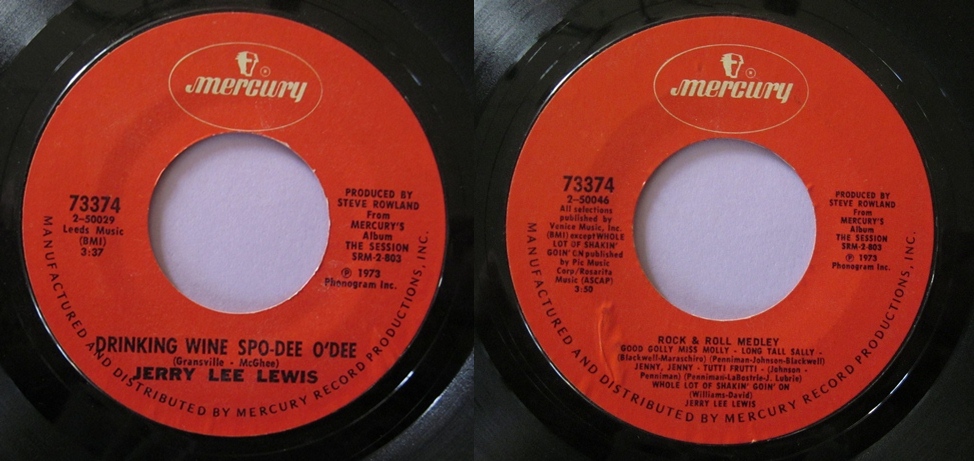 mercury ®
73374
2-50029
Leeds Music
(BMI)
3:37
PRODUCED BY
STEVE ROWLAND
From
MERCURY'S
Album
THE SESSION
SRM-2-803
℗ 1973
Phonogram Inc.
DRINKING WINE SPO-DEE O'DEE
(Gransville - McGhee)
JERRY LEE LEWIS
MANUFACTURED AND DISTRIBUTED BY MERCURY RECORD PRODUCTIONS, INC.
mercury ®
73374
2-50046
All selections
published by
Venice Music, Inc.
(BMI) except WHOLE
LOT OF SHAKIN'
GOIN' ON published
by Pic Music
Corp/Rosarita
Music (ASCAP)
3:50
PRODUCED BY
STEVE ROWLAND
From
MERCURY'S
Album
THE SESSION
SRM-2-803
℗ 1973
Phonogram Inc.
ROCK & ROLL MEDLEY
GOOD GOLLY MISS MOLLY - LONG TALL SALLY -
(Blackwell-Maraschiro) (Penniman-Johnson-Blackwell)
JENNY, JENNY - TUTTI FRUTTI - (Johnson -
Penniman) (Penniman-LaBostrie-J. Lubrie)
WHOLE LOT OF SHAKIN' GOIN' ON
(Williams-David)
JERRY LEE LEWIS
MANUFACTURED AND DISTRIBUTED BY MERCURY RECORD PRODUCTIONS, INC.